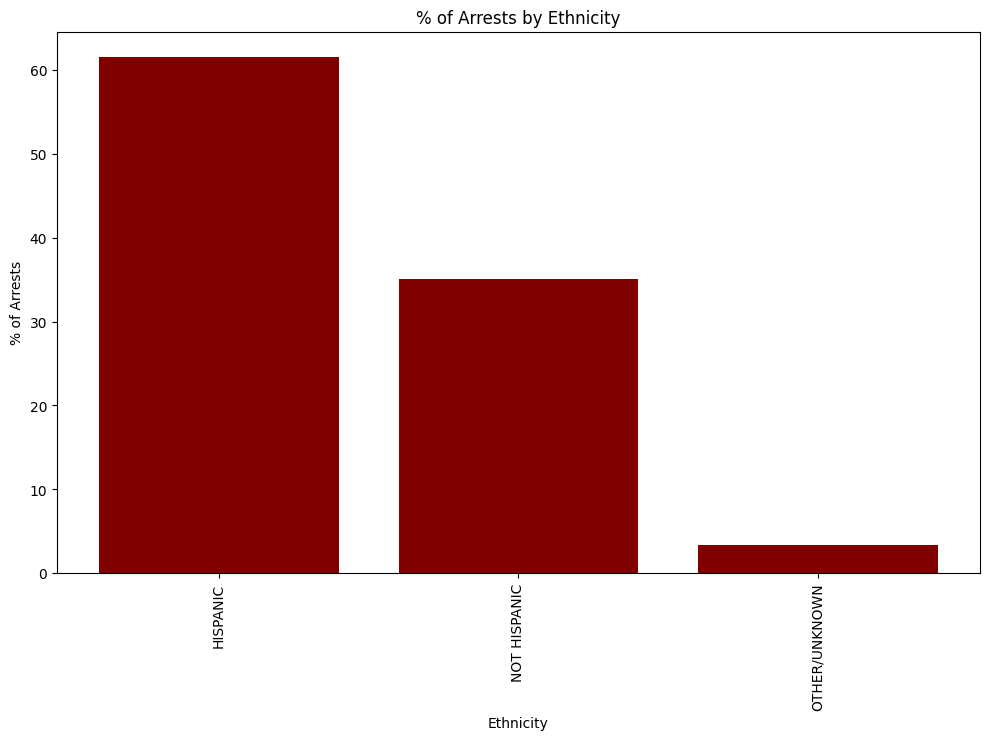 % of Arrests by Ethnicity
% of Arrests
60
50
40
30
20
10
0
HISPANIC
NOT HISPANIC
OTHER/UNKNOWN
Ethnicity